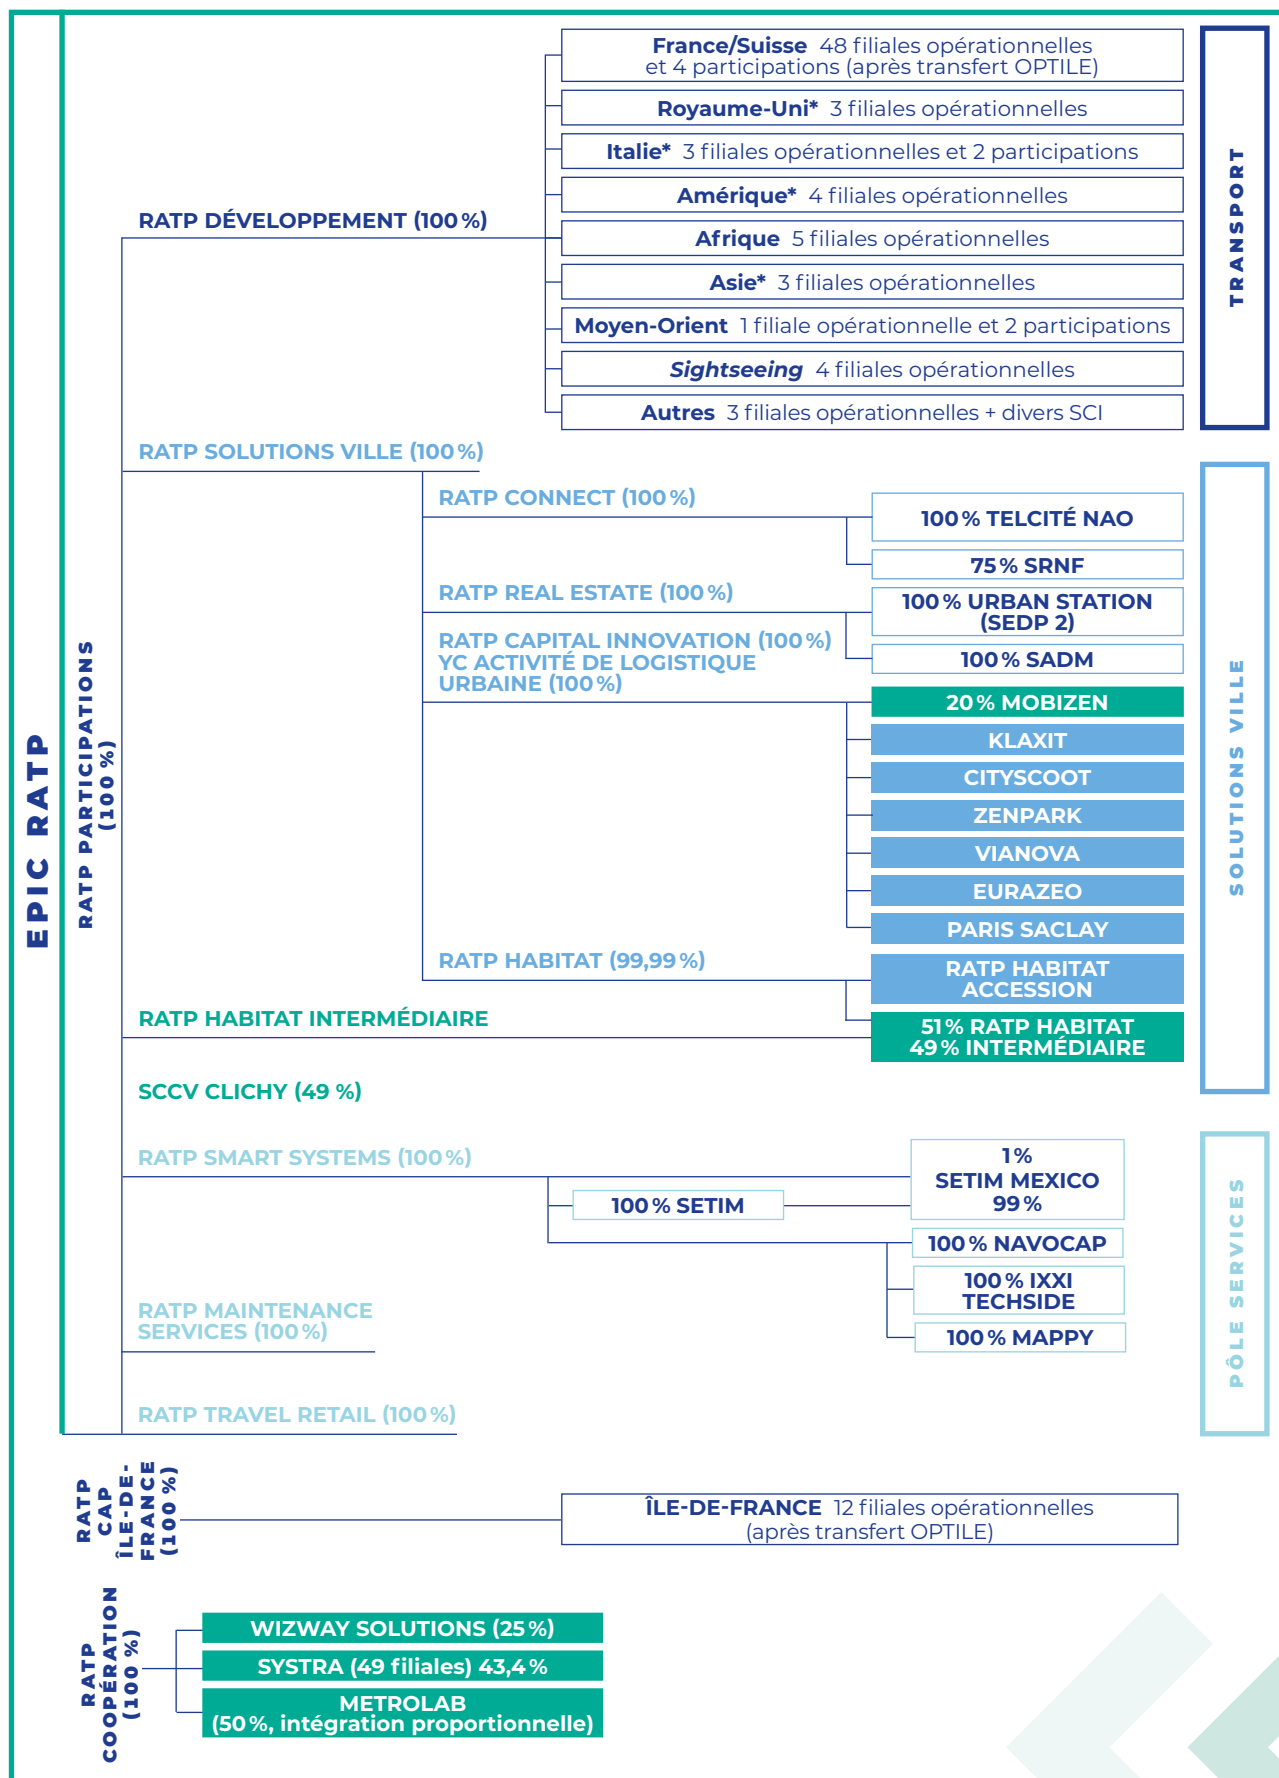 EPIC RATP
RATP PARTICIPATIONS
(100 %)
RATP DÉVELOPPEMENT (100 %)
France/Suisse 48 filiales opérationnelles
et 4 participations (après transfert OPTILE)
Royaume-Uni* 3 filiales opérationnelles
Italie* 3 filiales opérationnelles et 2 participations
Amérique* 4 filiales opérationnelles
Afrique 5 filiales opérationnelles
Asie* 3 filiales opérationnelles
Moyen-Orient 1 filiale opérationnelle et 2 participations
Sightseeing 4 filiales opérationnelles
Autres 3 filiales opérationnelles + divers SCI
TRANSPORT
RATP SOLUTIONS VILLE (100 %)
RATP CONNECT (100 %)
100 % TELCITÉ NAO
75 % SRNF
RATP REAL ESTATE (100 %)
100 % URBAN STATION
(SEDP 2)
100 % SADM
RATP CAPITAL INNOVATION (100 %)
YC ACTIVITÉ DE LOGISTIQUE
URBAINE (100 %)
20 % MOBIZEN
KLAXIT
CITYSCOOT
ZENPARK
VIANOVA
EURAZEO
PARIS SACLAY
RATP HABITAT (99,99 %)
RATP HABITAT
ACCESSION
RATP HABITAT INTERMÉDIAIRE
51 % RATP HABITAT
49 % INTERMÉDIAIRE
SCCV CLICHY (49 %)
SOLUTIONS VILLE
RATP SMART SYSTEMS (100 %)
1 %
SETIM MEXICO
99 %
100 % SETIM
100 % NAVOCAP
100 % IXXI
TECHSIDE
100 % MAPPY
RATP MAINTENANCE
SERVICES (100 %)
RATP TRAVEL RETAIL (100 %)
PÔLE SERVICES
RATP
CAP
ÎLE-DE-
FRANCE
(100 %)
ÎLE-DE-FRANCE 12 filiales opérationnelles
(après transfert OPTILE)
RATP
COOPÉRATION
(100 %)
WIZWAY SOLUTIONS (25 %)
SYSTRA (49 filiales) 43,4 %
METROLAB
(50 %, intégration proportionnelle)